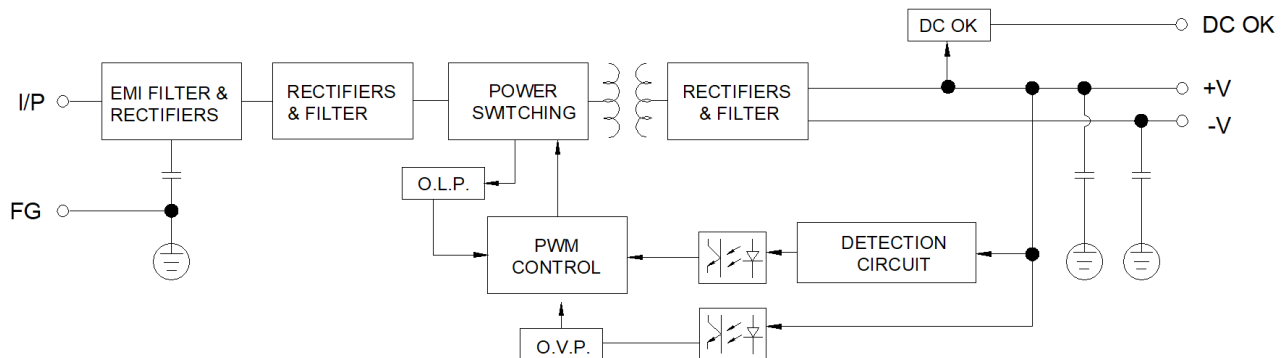 DC OK
DC OK
I/P
EMI FILTER &
RECTIFIERS
RECTIFIERS
& FILTER
POWER
SWITCHING
RECTIFIERS
& FILTER
+V
-V
O.L.P.
FG
PWM
CONTROL
DETECTION
CIRCUIT
O.V.P.